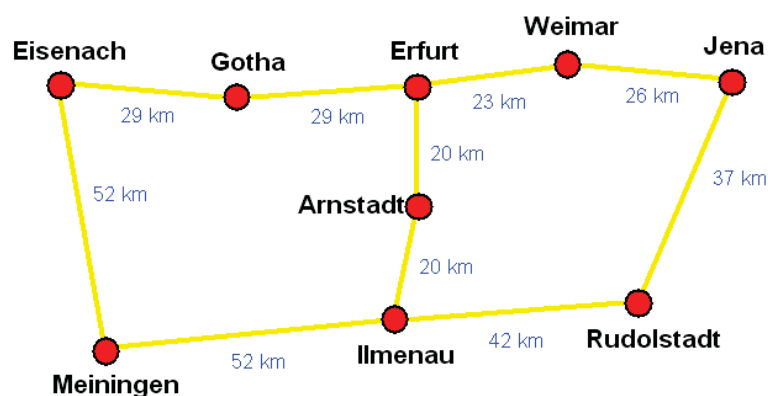 Weimar
Eisenach
Gotha
Erfurt
Jena
29 km
29 km
23 km
26 km
20 km
37 km
52 km
Arnstadt
20 km
Rudolstadt
42 km
Ilmenau
52 km
Meiningen